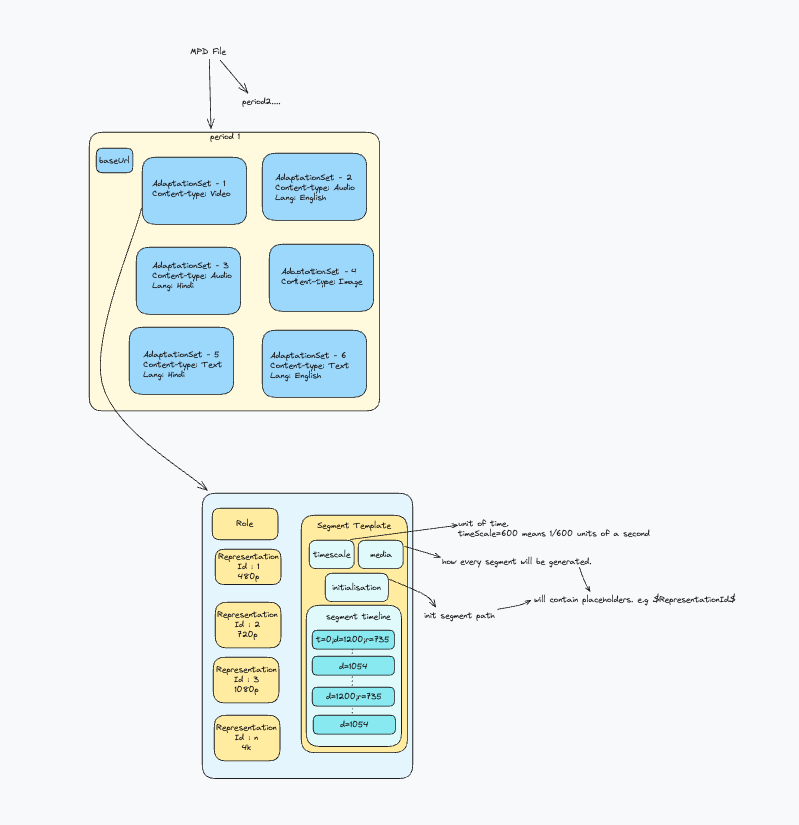 MPD File
period2....
period 1
baseUrl
AdaptationSet - 1
Content-type: Video
AdaptationSet - 2
Content-type: Audio
Lang: English
AdaptationSet - 3
Content-type: Audio
Lang: Hindi
AdaptationSet - 4
Content-type: Image
AdaptationSet - 5
Content-type: Text
Lang: Hindi
AdaptationSet - 6
Content-type: Text
Lang: English
Role
Representation
Id : 1
480p
Representation
Id : 2
720p
Representation
Id : 3
1080p
Representation
Id : n
4k
Segment Template
timescale
media
initialisation
segment timeline
t=0,d=1200,r=735
d=1054
d=1200,r=735
d=1054
unit of time.
timeScale=600 means 1/600 units of a second
how every segment will be generated.
will contain placeholders. e.g $RepresentationId$
init segment path